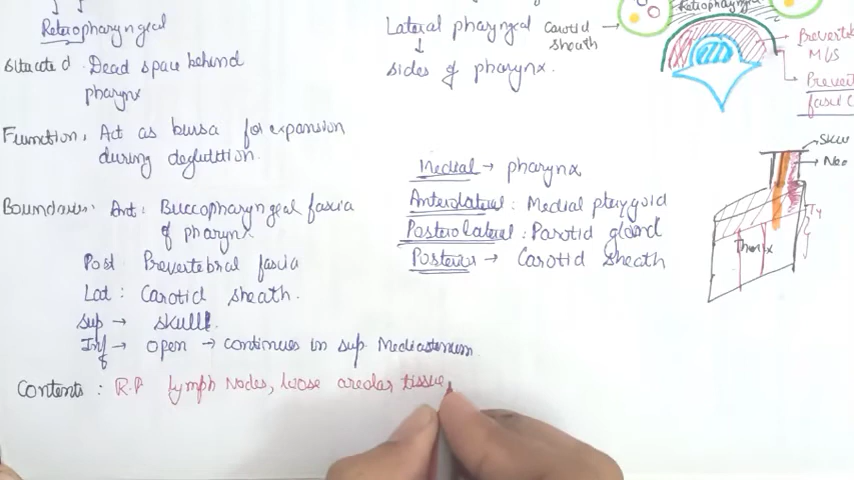 Retropharyngeal
Situated Dead space behind
pharynx
Function: Act as bursa for expansion
during deglutition.
Boundaries: Ant: Buccopharyngeal fascia
of pharynx
Post: Prevertebral fascia
Lat: Carotid sheath.
Sup → skull.
Inf → open → continues in sup Mediastinum.
Contents: R.P lymph Nodes, loose areolar tissue,
Lateral pharyngeal
↓
sides of pharynx.
Medial → pharynx
Anterolateral: Medial pterygoid
Posterolateral: Parotid gland
Posterior → Carotid sheath
Carotid
sheath
Retropharyngeal
Preverte
M/S
Prevert
fascia
Skull
Nec
Thorax
T4